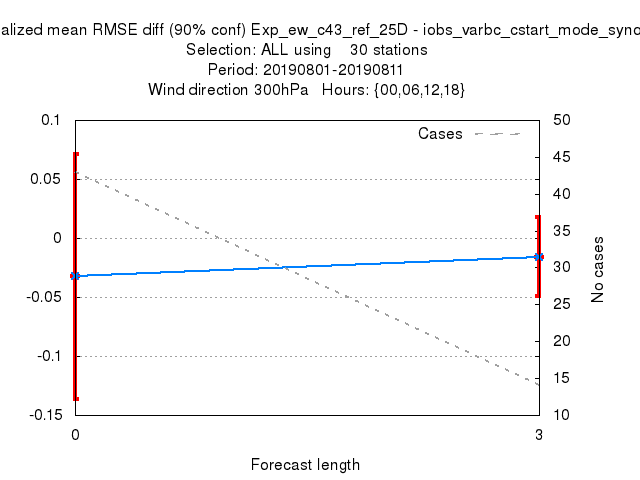 alized mean RMSE diff (90% conf) Exp_ew_c43_ref_25D - iobs_varbc_cstart_mode_syno
Selection: ALL using 30 stations
Period: 20190801-20190811
Wind direction 300hPa Hours: {00,06,12,18}
Cases
0.1
0.05
0
-0.05
-0.1
-0.15
50
45
40
35
30
25
20
15
10
No cases
0
3
Forecast length